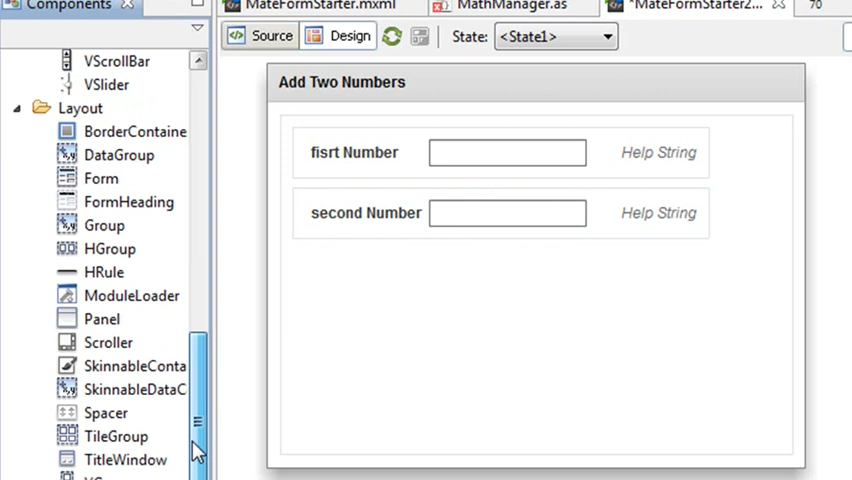 Components
MateFormStarter.mxml
MathManager.as
*MateFormStarter2...
70
Source
Design
State:
<State1>
VScrollBar
VSlider
Layout
BorderContaine
DataGroup
Form
FormHeading
Group
HGroup
HRule
ModuleLoader
Panel
Scroller
SkinnableConta
SkinnableDataC
Spacer
TileGroup
TitleWindow
Add Two Numbers
fisrt Number
Help String
second Number
Help String